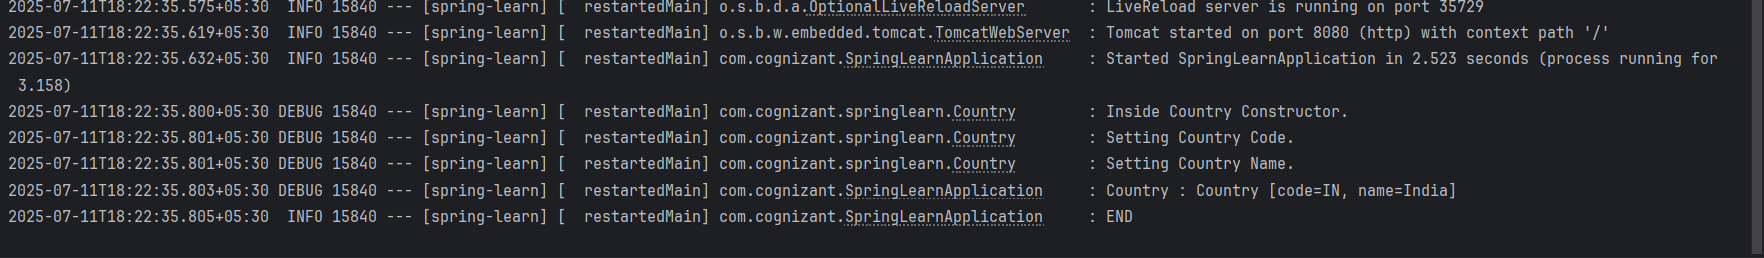 2025-07-11T18:22:35.575+05:30  INFO 15840 --- [spring-learn] [  restartedMain] o.s.b.d.a.OptionalLiveReloadServer       : LiveReload server is running on port 35729
2025-07-11T18:22:35.619+05:30  INFO 15840 --- [spring-learn] [  restartedMain] o.s.b.w.embedded.tomcat.TomcatWebServer  : Tomcat started on port 8080 (http) with context path '/'
2025-07-11T18:22:35.632+05:30  INFO 15840 --- [spring-learn] [  restartedMain] com.cognizant.SpringLearnApplication     : Started SpringLearnApplication in 2.523 seconds (process running for
3.158)
2025-07-11T18:22:35.800+05:30 DEBUG 15840 --- [spring-learn] [  restartedMain] com.cognizant.springlearn.Country        : Inside Country Constructor.
2025-07-11T18:22:35.801+05:30 DEBUG 15840 --- [spring-learn] [  restartedMain] com.cognizant.springlearn.Country        : Setting Country Code.
2025-07-11T18:22:35.801+05:30 DEBUG 15840 --- [spring-learn] [  restartedMain] com.cognizant.springlearn.Country        : Setting Country Name.
2025-07-11T18:22:35.803+05:30 DEBUG 15840 --- [spring-learn] [  restartedMain] com.cognizant.SpringLearnApplication     : Country : Country [code=IN, name=India]
2025-07-11T18:22:35.805+05:30  INFO 15840 --- [spring-learn] [  restartedMain] com.cognizant.SpringLearnApplication     : END